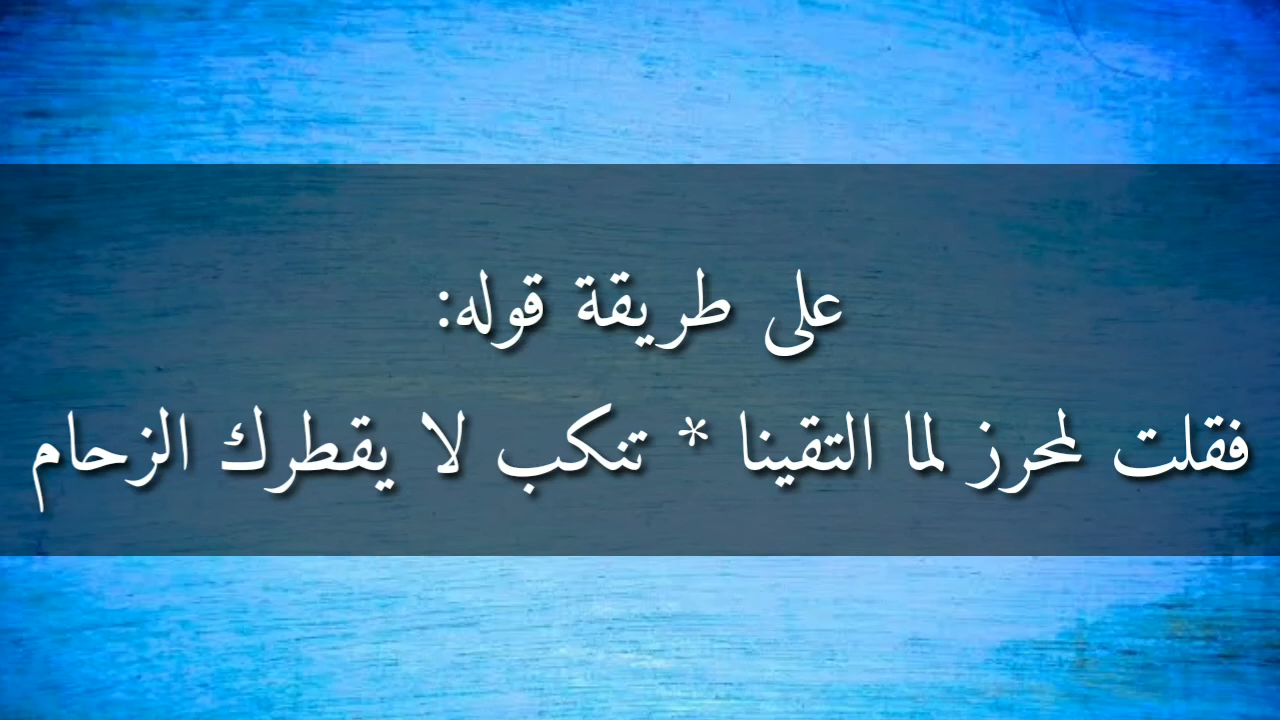 على طريقة قوله:
فقلت لمحرز لما التقينا * تنكب لا يقطرك الزحام